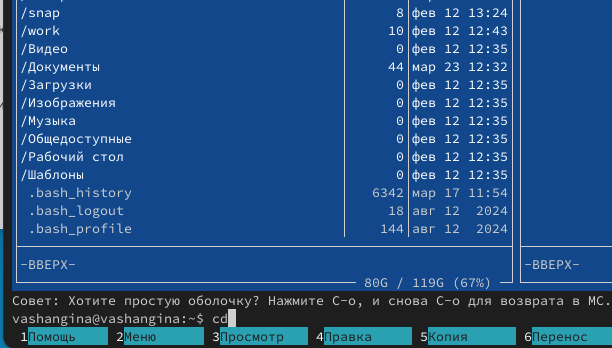 /snap 8 фев 12 13:24
/work 10 фев 12 12:43
/Видео 0 фев 12 12:35
/Документы 44 мар 23 12:32
/Загрузки 0 фев 12 12:35
/Изображения 0 фев 12 12:35
/Музыка 0 фев 12 12:35
/Общедоступные 0 фев 12 12:35
/Рабочий стол 0 фев 12 12:35
/Шаблоны 0 фев 12 12:35
.bash_history 6342 мар 17 11:54
.bash_logout 18 авг 12 2024
.bash_profile 144 авг 12 2024
-ВВЕРХ- -ВВЕРХ-
80G / 119G (67%)
Совет: Хотите простую оболочку? Нажмите C-o, и снова C-o для возврата в MC.
vashangina@vashangina:~$ cd
1Помощь 2Меню 3Просмотр 4Правка 5Копия 6Перенос